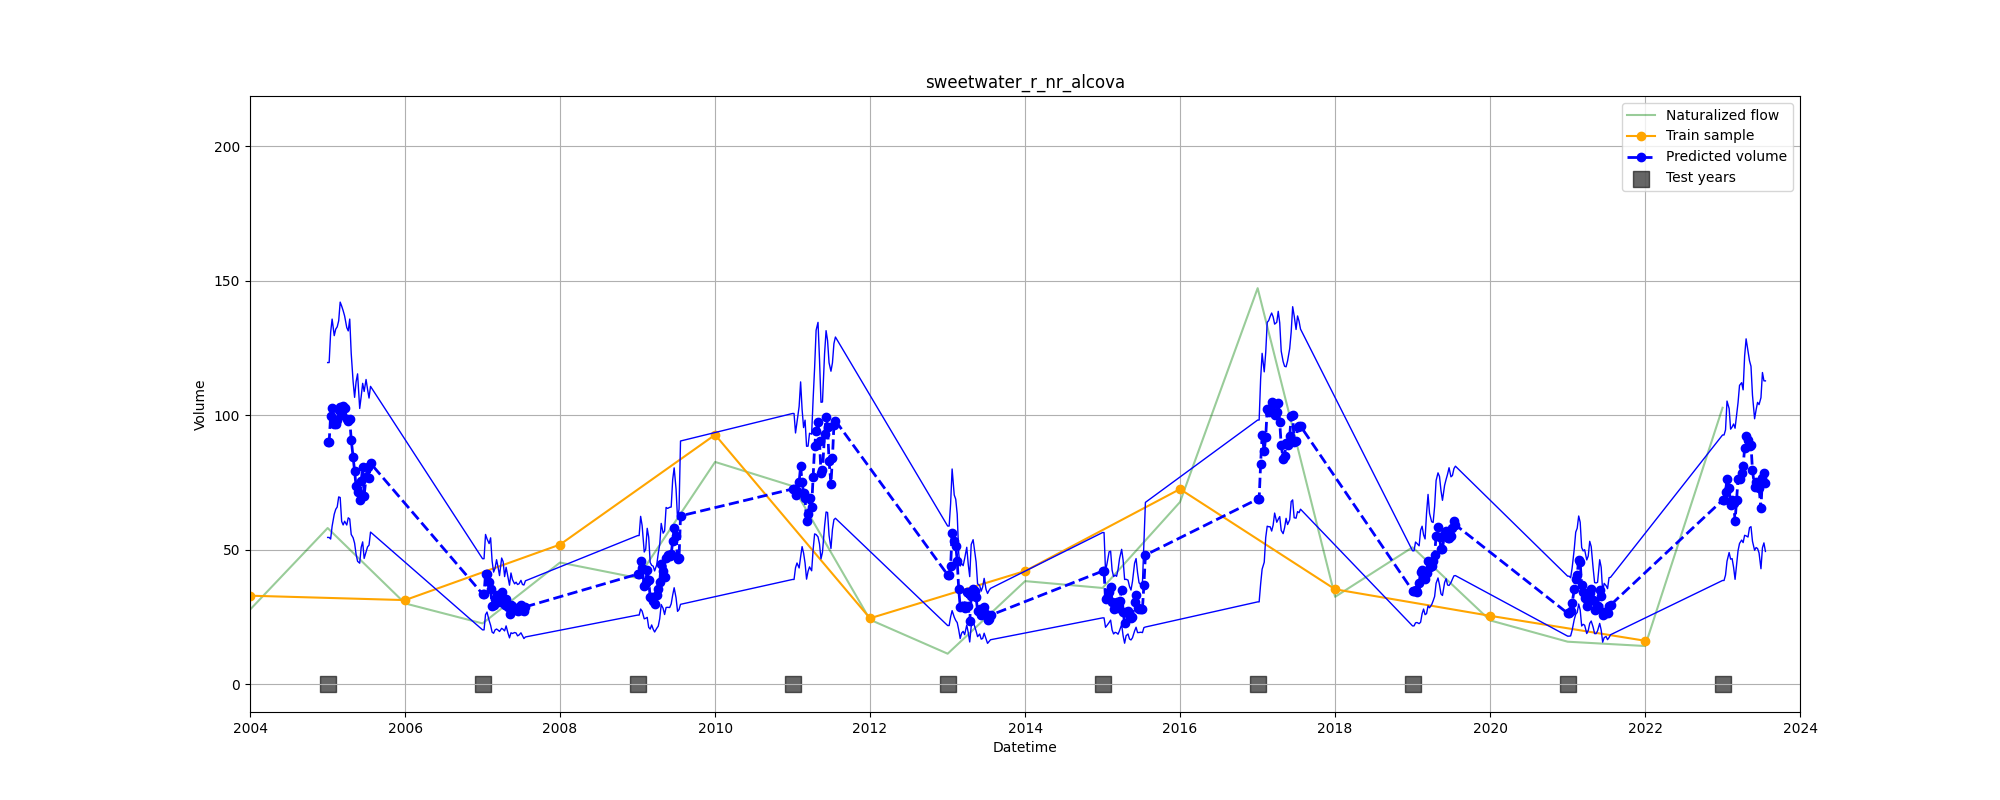 sweetwater_r_nr_alcova
Naturalized flow
Train sample
Predicted volume
Test years
200
150
100
50
0
Volume
2004 2006 2008 2010 2012 2014 2016 2018 2020 2022 2024
Datetime